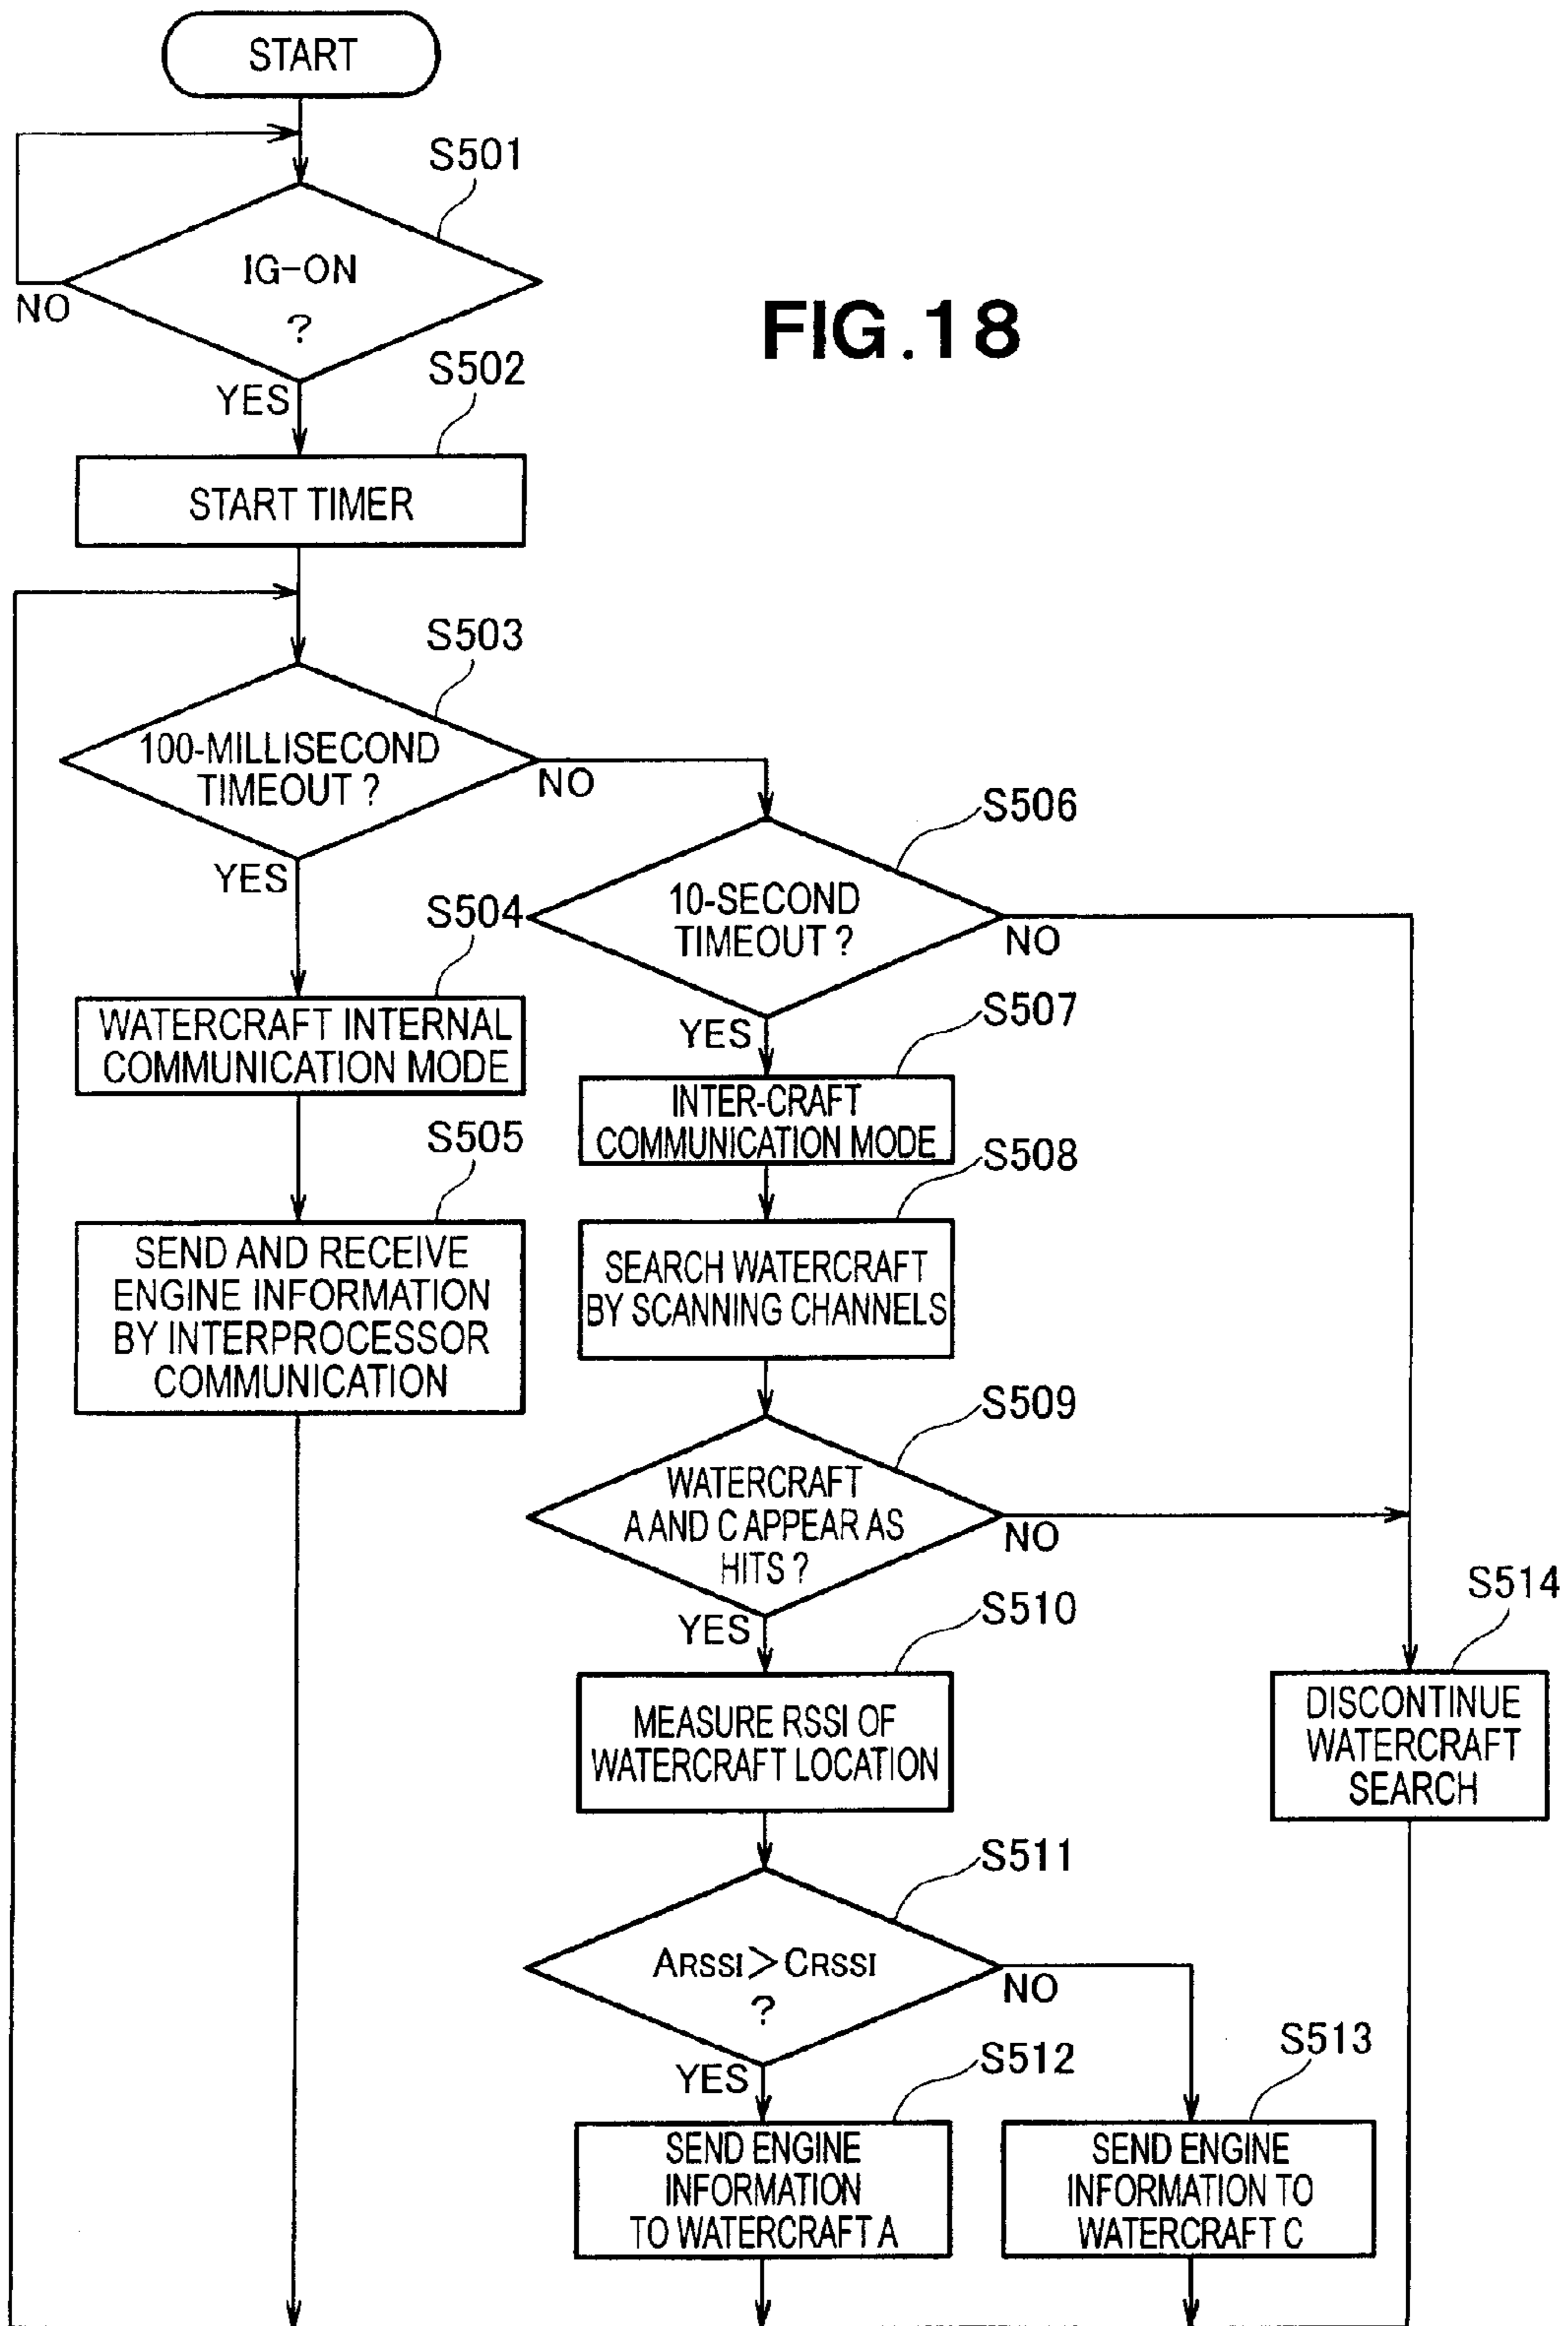 START
S501
IG-ON
?
NO
FIG.18
YES
S502
START TIMER
S503
100-MILLISECOND
TIMEOUT ?
NO
YES
S506
10-SECOND
TIMEOUT ?
NO
YES
S504
WATERCRAFT INTERNAL
COMMUNICATION MODE
S507
INTER-CRAFT
COMMUNICATION MODE
S505
SEND AND RECEIVE
ENGINE INFORMATION
BY INTERPROCESSOR
COMMUNICATION
S508
SEARCH WATERCRAFT
BY SCANNING CHANNELS
S509
WATERCRAFT
A AND C APPEAR AS
HITS ?
NO
YES
S510
MEASURE RSSI OF
WATERCRAFT LOCATION
S514
DISCONTINUE
WATERCRAFT
SEARCH
S511
ARSSI>CRSSI
?
NO
YES
S512
SEND ENGINE
INFORMATION
TO WATERCRAFT A
S513
SEND ENGINE
INFORMATION TO
WATERCRAFT C